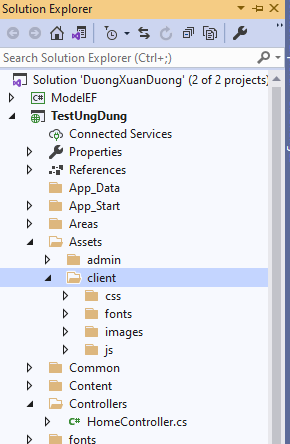 Solution Explorer
Search Solution Explorer (Ctrl+;)
Solution 'DuongXuanDuong' (2 of 2 projects)
C# ModelEF
TestUngDung
Connected Services
Properties
References
App_Data
App_Start
Areas
Assets
admin
client
css
fonts
images
js
Common
Content
Controllers
C# HomeController.cs
fonts